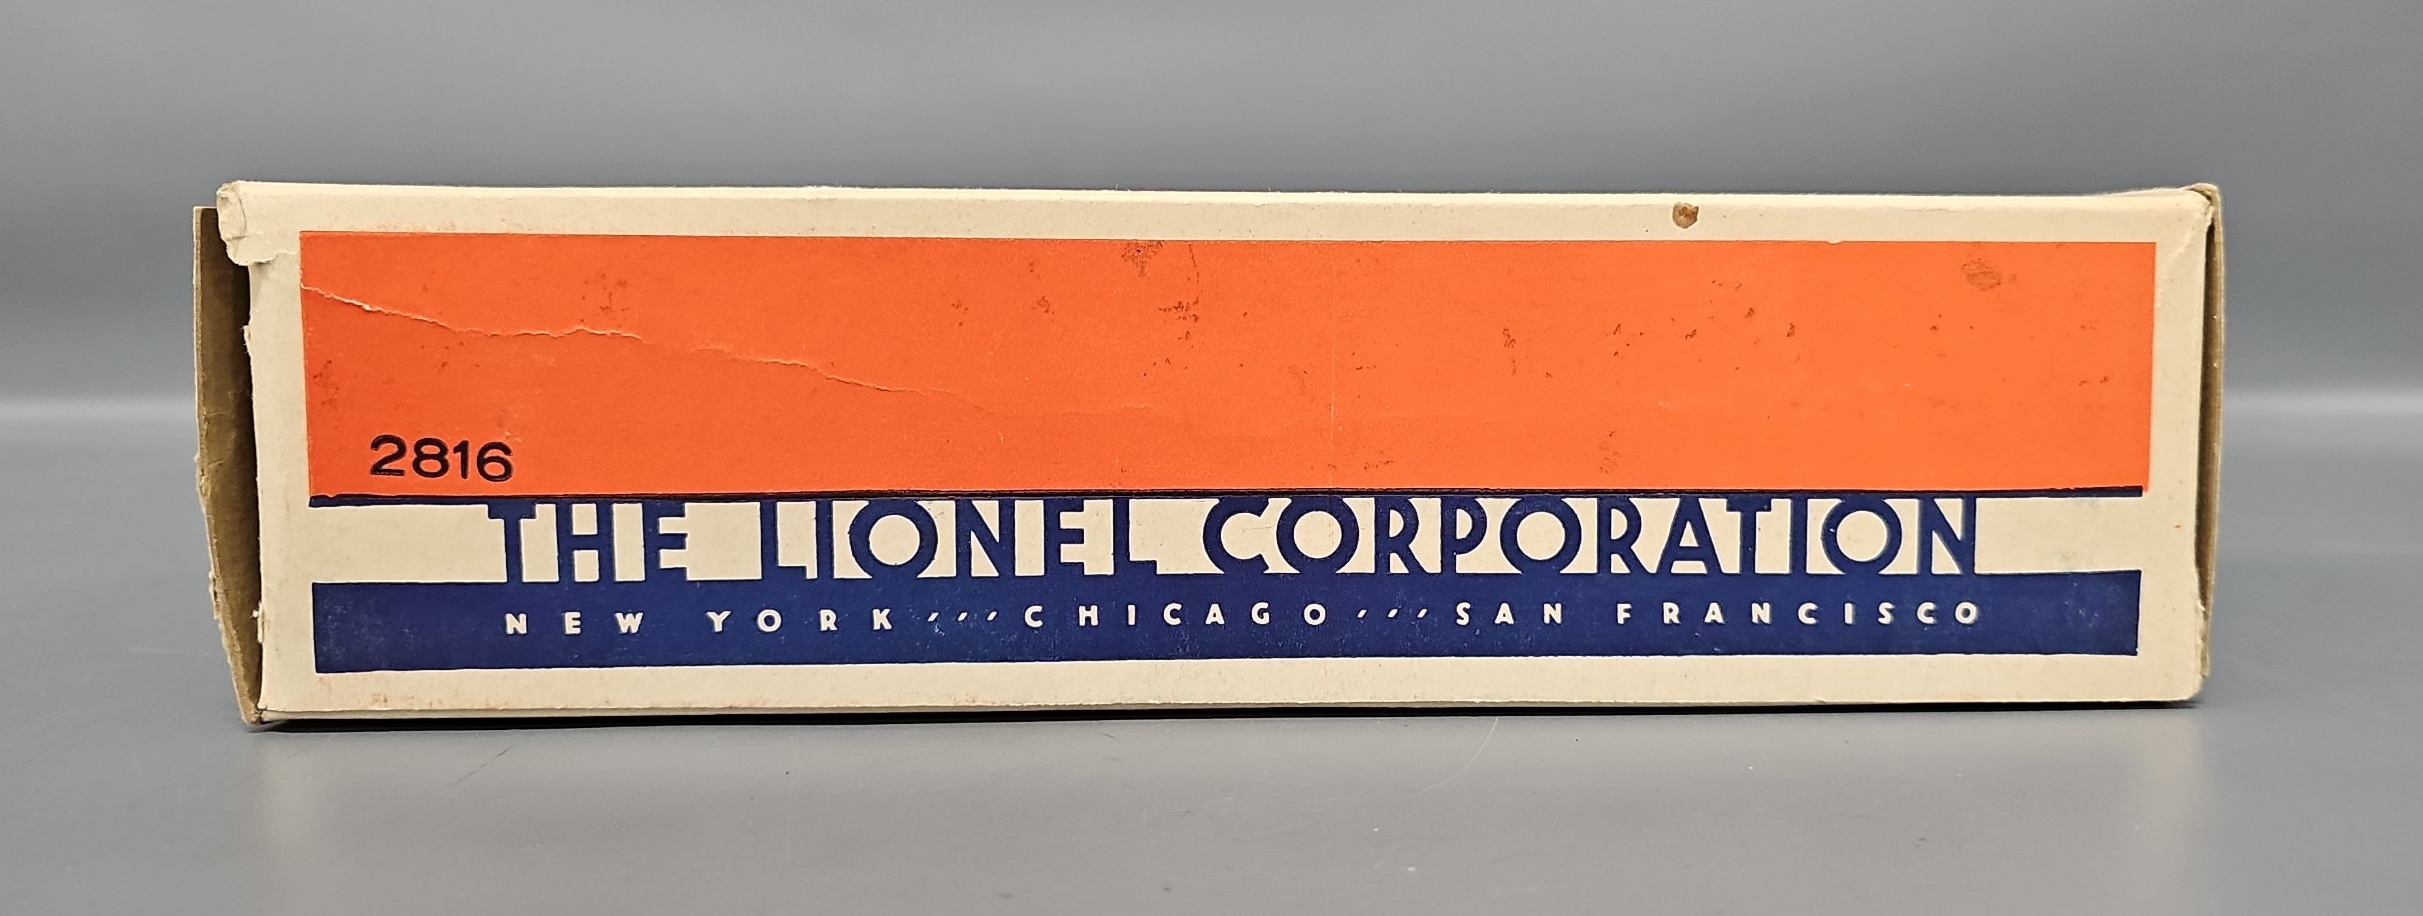 2816
THE LIONEL CORPORATION
NEW YORK ,,, CHICAGO ,,, SAN FRANCISCO